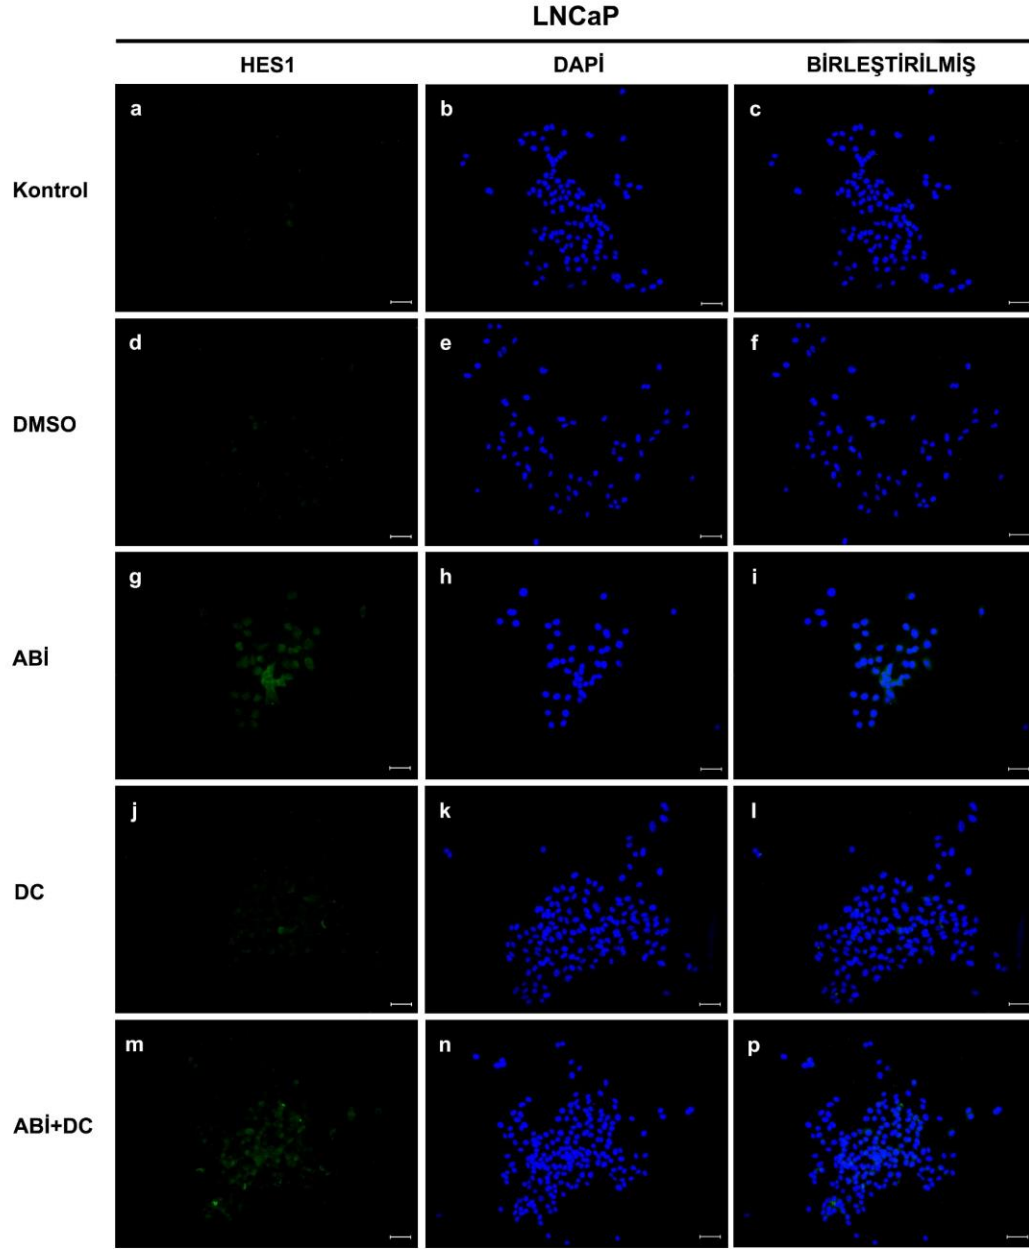 LNCaP
HES1 DAPİ BİRLEŞTİRİLMİŞ
Kontrol a b c
DMSO d e f
ABİ g h i
DC j k l
ABİ+DC m n p